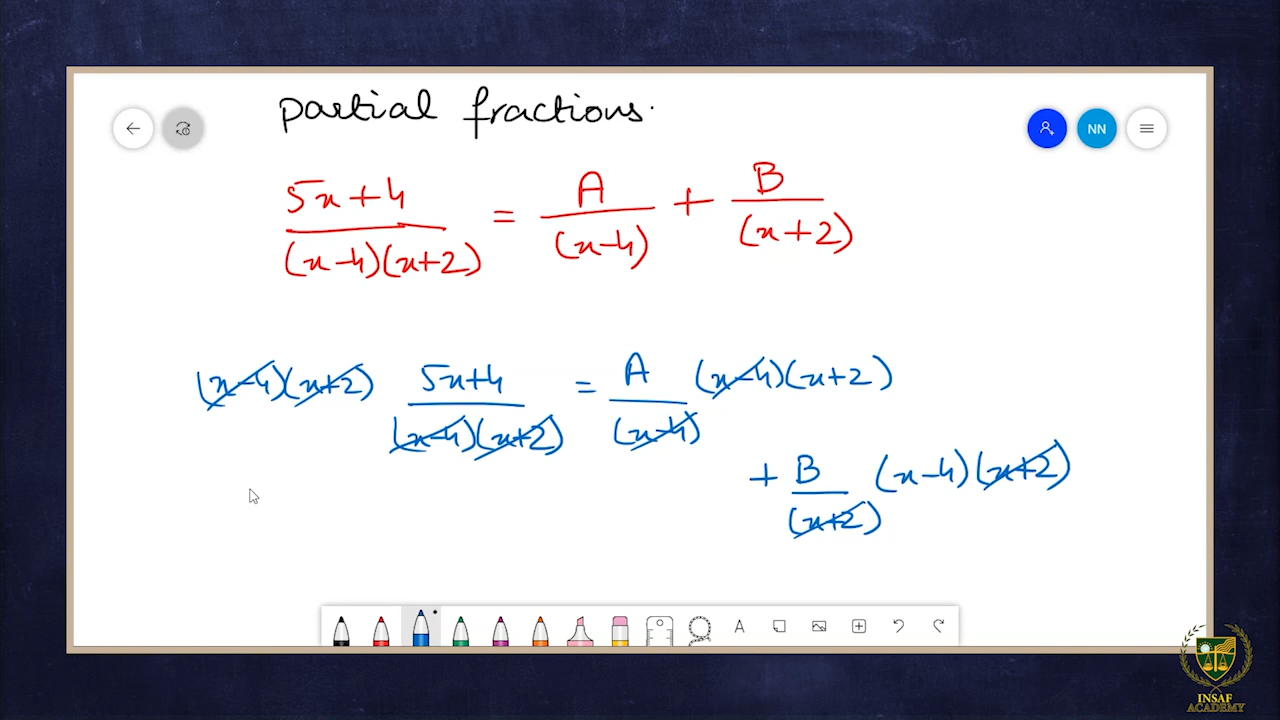 partial fractions.
NN
5x+4 / (x-4)(x+2) = A / (x-4) + B / (x+2)
(x-4)(x+2) 5x+4 / (x-4)(x+2) = A / (x-4) (x-4)(x+2)
+ B / (x+2) (x-4)(x+2)
A
INSAF
ACADEMY